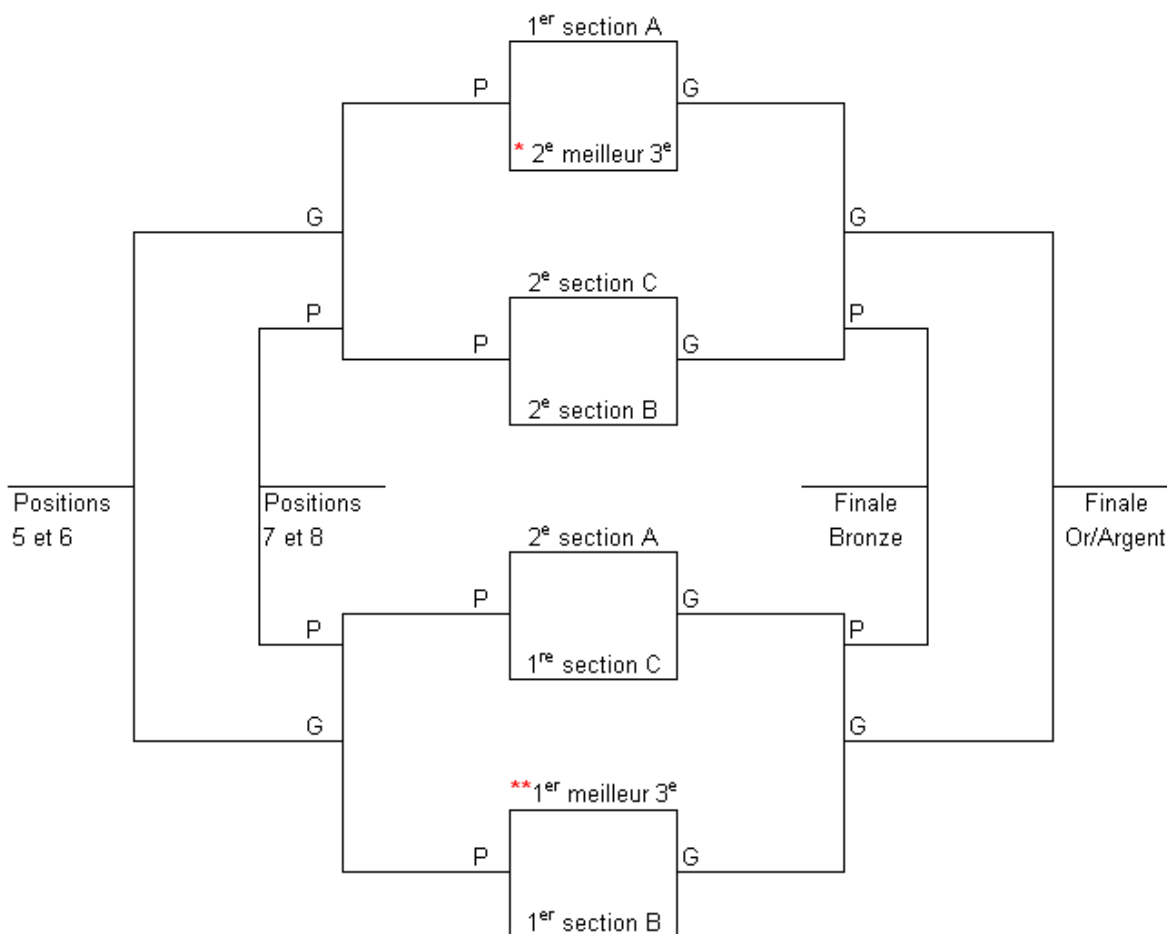 1er section A
P
G
* 2e meilleur 3e
G
G
2e section C
P
P
P
G
2e section B
Positions
5 et 6
Positions
7 et 8
Finale
Bronze
Finale
Or/Argent
2e section A
P
G
P
P
1re section C
G
G
**1er meilleur 3e
P
G
1er section B